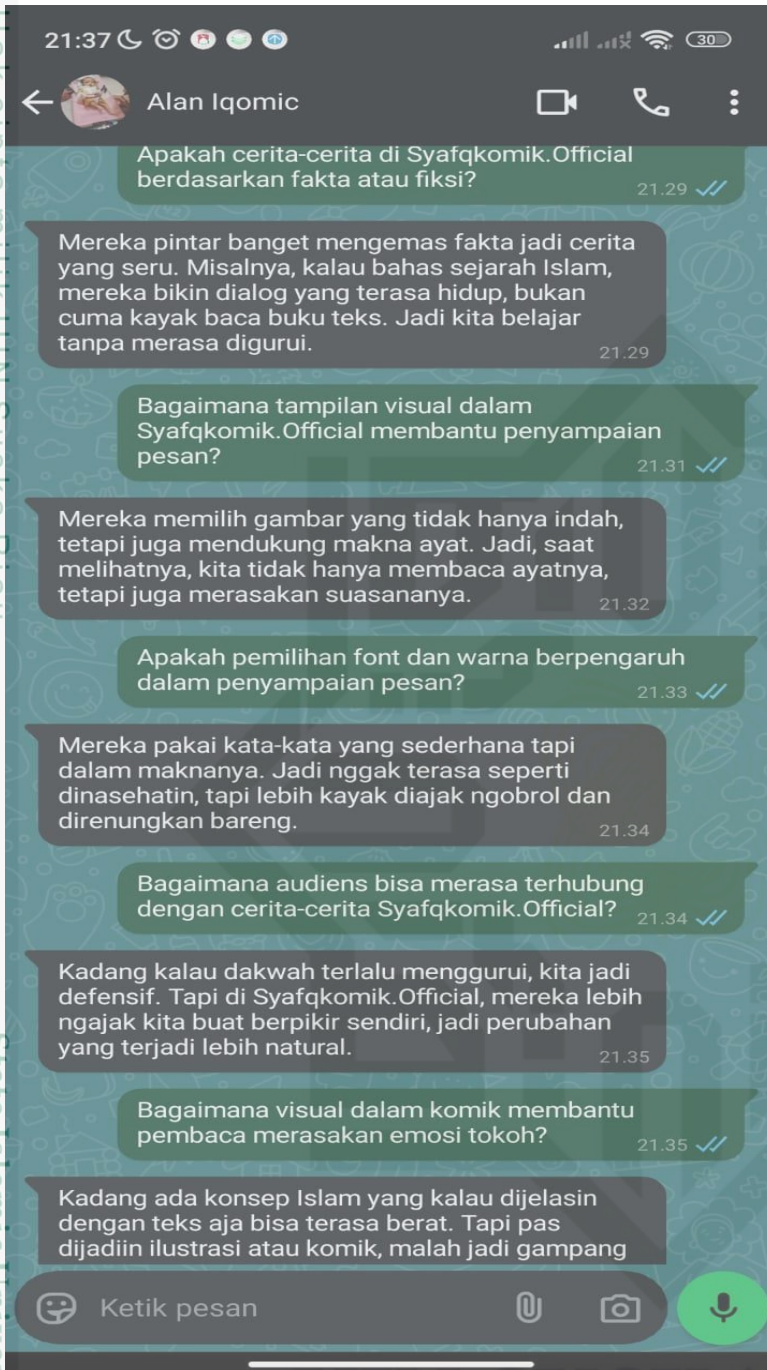 21:37
30
Alan Iqomic
Apakah cerita-cerita di Syafqkomik.Official
berdasarkan fakta atau fiksi?
21.29
Mereka pintar banget mengemas fakta jadi cerita
yang seru. Misalnya, kalau bahas sejarah Islam,
mereka bikin dialog yang terasa hidup, bukan
cuma kayak baca buku teks. Jadi kita belajar
tanpa merasa digurui.
21.29
Bagaimana tampilan visual dalam
Syafqkomik.Official membantu penyampaian
pesan?
21.31
Mereka memilih gambar yang tidak hanya indah,
tetapi juga mendukung makna ayat. Jadi, saat
melihatnya, kita tidak hanya membaca ayatnya,
tetapi juga merasakan suasananya.
21.32
Apakah pemilihan font dan warna berpengaruh
dalam penyampaian pesan?
21.33
Mereka pakai kata-kata yang sederhana tapi
dalam maknanya. Jadi nggak terasa seperti
dinasehatin, tapi lebih kayak diajak ngobrol dan
direnungkan bareng.
21.34
Bagaimana audiens bisa merasa terhubung
dengan cerita-cerita Syafqkomik.Official?
21.34
Kadang kalau dakwah terlalu menggurui, kita jadi
defensif. Tapi di Syafqkomik.Official, mereka lebih
ngajak kita buat berpikir sendiri, jadi perubahan
yang terjadi lebih natural.
21.35
Bagaimana visual dalam komik membantu
pembaca merasakan emosi tokoh?
21.35
Kadang ada konsep Islam yang kalau dijelasin
dengan teks aja bisa terasa berat. Tapi pas
dijadiin ilustrasi atau komik, malah jadi gampang
Ketik pesan